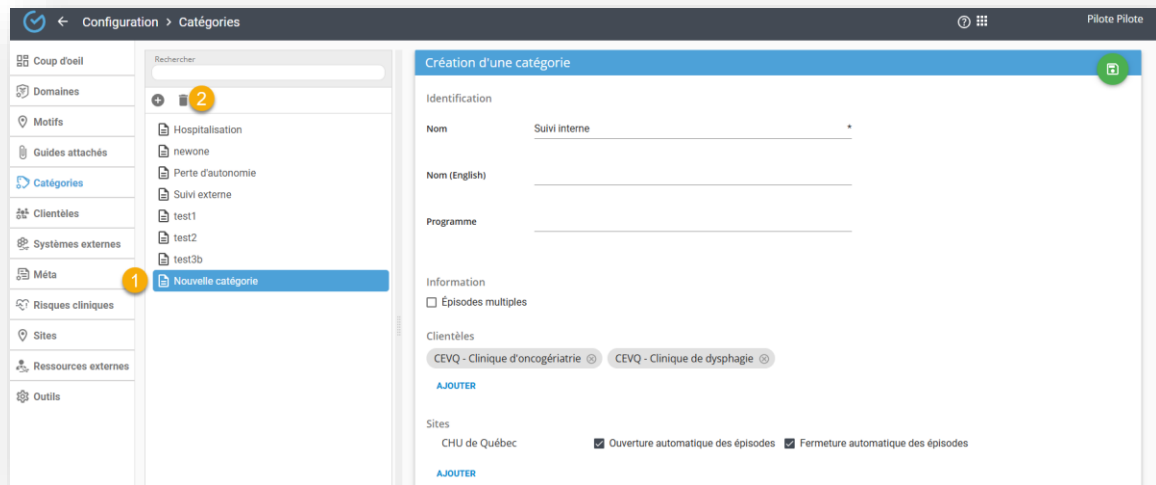 Configuration > Catégories
Pilote Pilote
Coup d'oeil
Domaines
Motifs
Guides attachés
Catégories
Clientèles
Systèmes externes
Méta
Risques cliniques
Sites
Ressources externes
Outils
Rechercher
2
Hospitalisation
newone
Perte d'autonomie
Suivi externe
test1
test2
test3b
1
Nouvelle catégorie
Création d'une catégorie
Identification
Nom Suivi interne *
Nom (English)
Programme
Information
Épisodes multiples
Clientèles
CEVQ - Clinique d'oncogériatrie CEVQ - Clinique de dysphagie
AJOUTER
Sites
CHU de Québec Ouverture automatique des épisodes Fermeture automatique des épisodes
AJOUTER